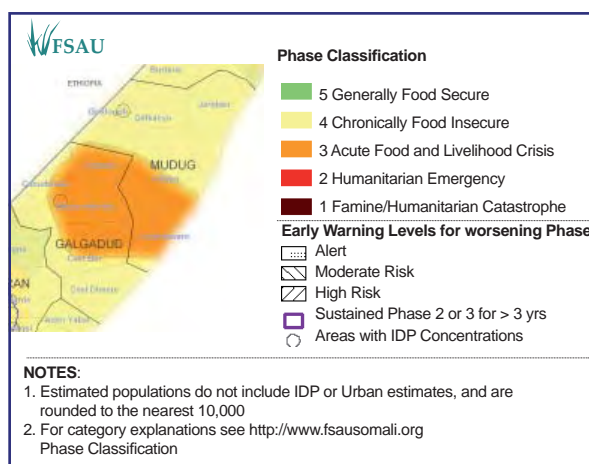 FSAU
Phase Classification
ETHIOPIA
MUDUG
GALGADUD
5 Generally Food Secure
4 Chronically Food Insecure
3 Acute Food and Livelihood Crisis
2 Humanitarian Emergency
1 Famine/Humanitarian Catastrophe
Early Warning Levels for worsening Phase
Alert
Moderate Risk
High Risk
Sustained Phase 2 or 3 for > 3 yrs
Areas with IDP Concentrations
NOTES:
1. Estimated populations do not include IDP or Urban estimates, and are
rounded to the nearest 10,000
2. For category explanations see http://www.fsausomali.org
Phase Classification